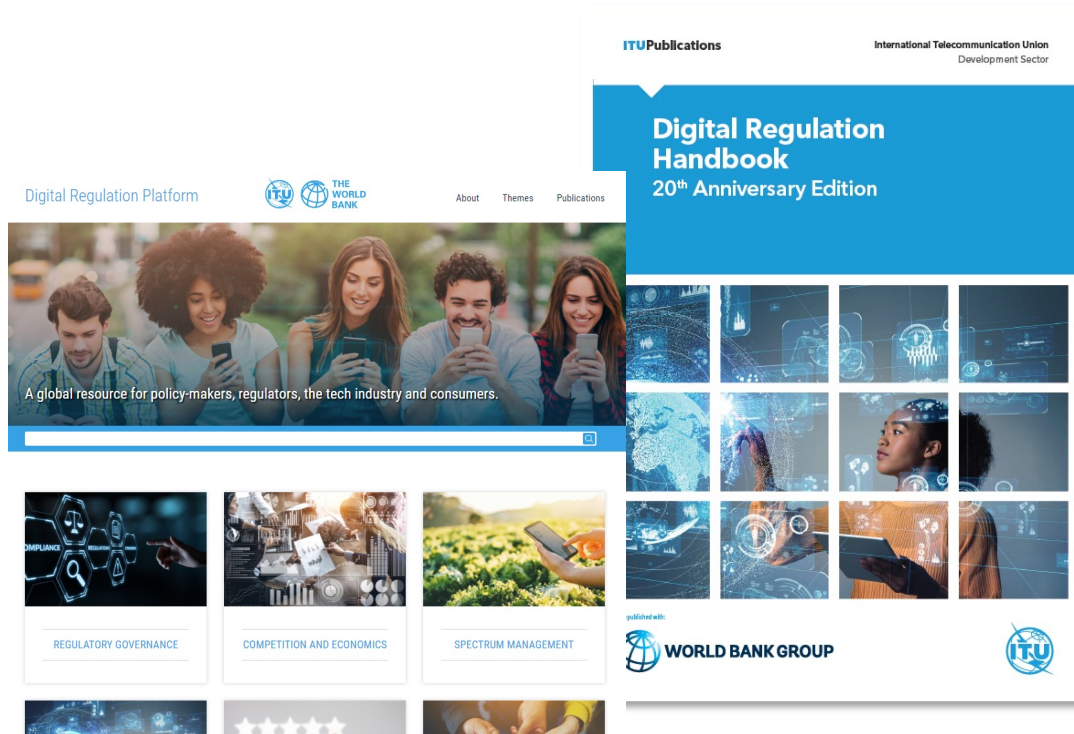 ITUPublications
International Telecommunication Union
Development Sector
Digital Regulation
Handbook
20th Anniversary Edition
Digital Regulation Platform
ITU
THE
WORLD
BANK
About Themes Publications
A global resource for policy-makers, regulators, the tech industry and consumers.
COMPLIANCE
REGULATIONS
REGULATORY GOVERNANCE
COMPETITION AND ECONOMICS
SPECTRUM MANAGEMENT
published with:
WORLD BANK GROUP
ITU